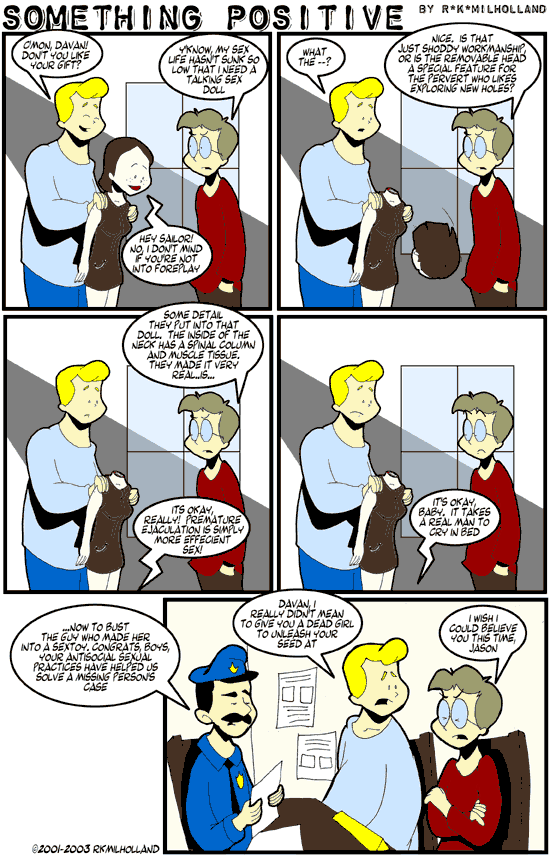 SOMETHING POSITIVE BY R*K*MILHOLLAND
C'MON, DAVAN!
DON'T YOU LIKE
YOUR GIFT?
Y'KNOW, MY SEX
LIFE HASN'T SUNK SO
LOW THAT I NEED A
TALKING SEX
DOLL
HEY SAILOR!
NO, I DON'T MIND
IF YOU'RE NOT
INTO FOREPLAY
WHAT
THE --?
NICE. IS THAT
JUST SHODDY WORKMANSHIP,
OR IS THE REMOVABLE HEAD
A SPECIAL FEATURE FOR
THE PERVERT WHO LIKES
EXPLORING NEW HOLES?
SOME DETAIL
THEY PUT INTO THAT
DOLL. THE INSIDE OF THE
NECK HAS A SPINAL COLUMN
AND MUSCLE TISSUE.
THEY MADE IT VERY
REAL..IS...
ITS OKAY,
REALLY! PREMATURE
EJACULATION IS SIMPLY
MORE EFFECIENT
SEX!
IT'S OKAY,
BABY. IT TAKES
A REAL MAN TO
CRY IN BED
...NOW TO BUST
THE GUY WHO MADE HER
INTO A SEXTOY. CONGRATS, BOYS,
YOUR ANTISOCIAL SEXUAL
PRACTICES HAVE HELPED US
SOLVE A MISSING PERSON'S
CASE
DAVAN, I
REALLY DIDN'T MEAN
TO GIVE YOU A DEAD GIRL
TO UNLEASH YOUR
SEED AT
I WISH I
COULD BELIEVE
YOU THIS TIME,
JASON
©2001-2003 RKMILHOLLAND